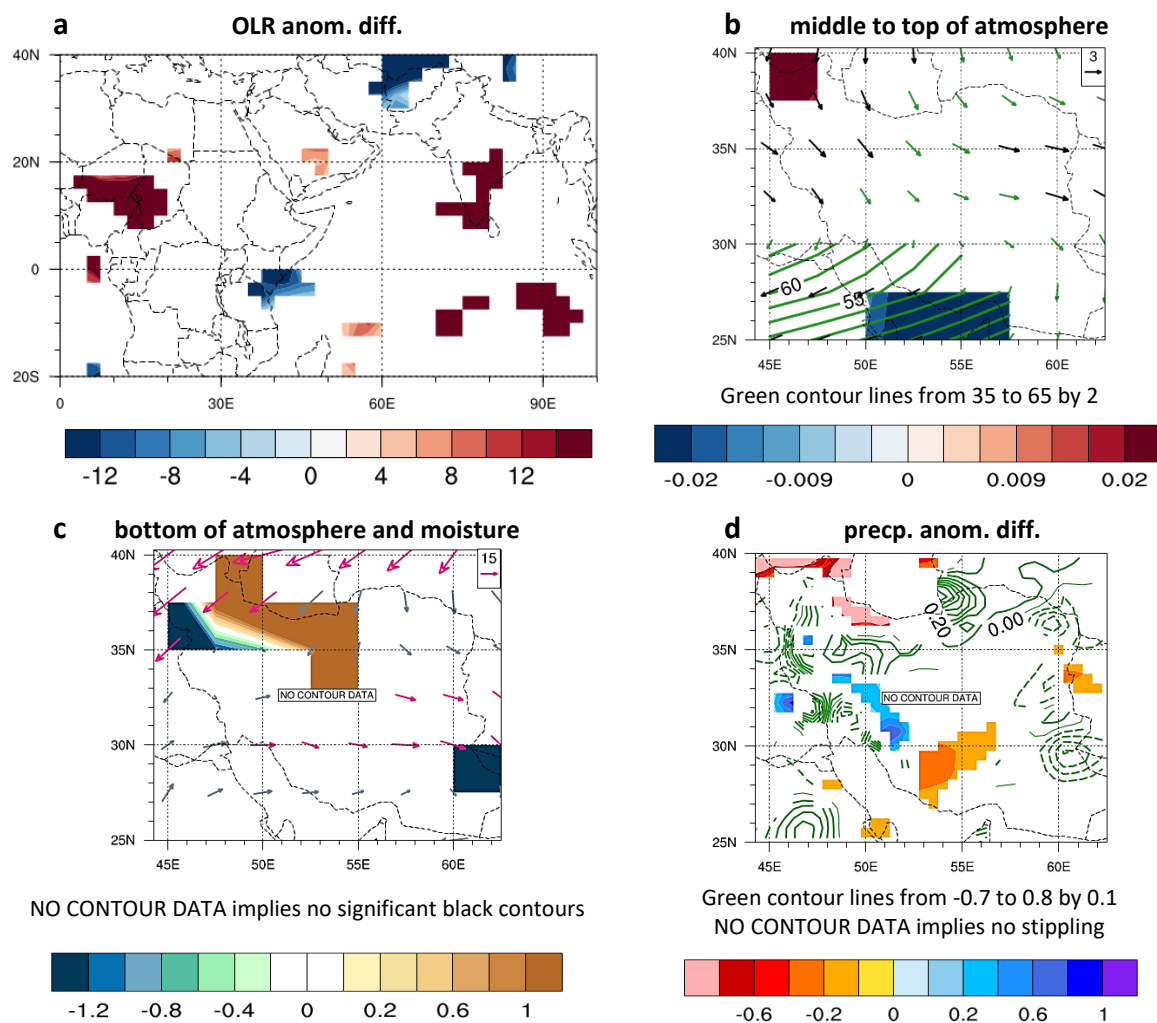 a OLR anom. diff.
40N
20N
0
20S
0 30E 60E 90E
-12 -8 -4 0 4 8 12
b middle to top of atmosphere
3
40N
35N
30N
25N
60
55
45E 50E 55E 60E
Green contour lines from 35 to 65 by 2
-0.02 -0.009 0 0.009 0.02
c bottom of atmosphere and moisture
15
40N
35N
30N
25N
NO CONTOUR DATA
45E 50E 55E 60E
NO CONTOUR DATA implies no significant black contours
-1.2 -0.8 -0.4 0 0.2 0.6 1
d precp. anom. diff.
40N
35N
30N
25N
0.20
0.00
NO CONTOUR DATA
45E 50E 55E 60E
Green contour lines from -0.7 to 0.8 by 0.1
NO CONTOUR DATA implies no stippling
-0.6 -0.2 0 0.2 0.6 1